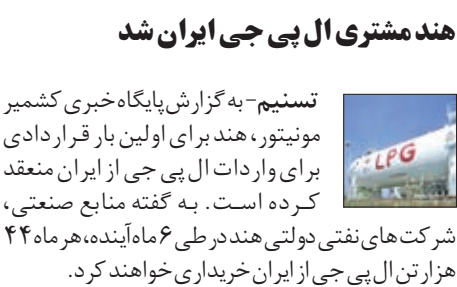 هند مشتری ال پی جی ایران شد
تسنیم- به گزارش پایگاه خبری کشمیر
مونیتور، هند برای اولین بار قراردادی
برای واردات ال پی جی از ایران منعقد
کرده است. به گفته منابع صنعتی،
شرکت‌های نفتی دولتی هند در طی ۶ ماه آینده، هر ماه ۴۴
هزار تن ال پی جی از ایران خریداری خواهند کرد.
LPG